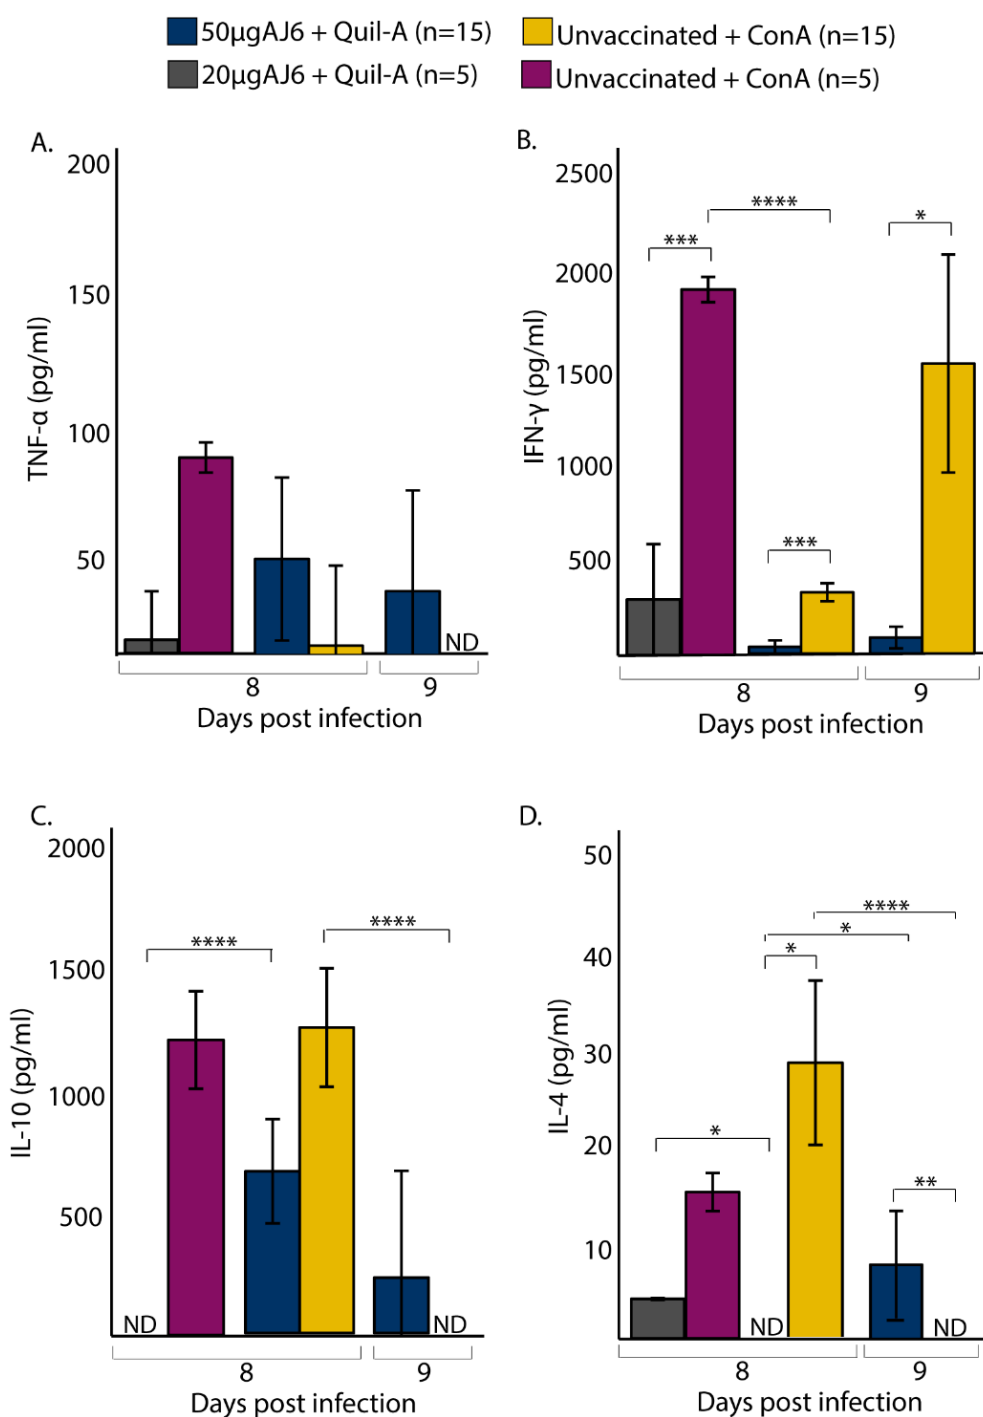 50µgAJ6 + Quil-A (n=15) Unvaccinated + ConA (n=15)
20µgAJ6 + Quil-A (n=5) Unvaccinated + ConA (n=5)
A.
200
150
100
50
TNF-α (pg/ml)
ND
8 9
Days post infection
B.
2500
2000
1500
1000
500
IFN-γ (pg/ml)
****
*** *
***
8 9
Days post infection
C.
2000
1500
1000
500
IL-10 (pg/ml)
****
****
ND ND
8 9
Days post infection
D.
50
40
30
20
10
IL-4 (pg/ml)
****
*
*
*
**
ND ND
8 9
Days post infection